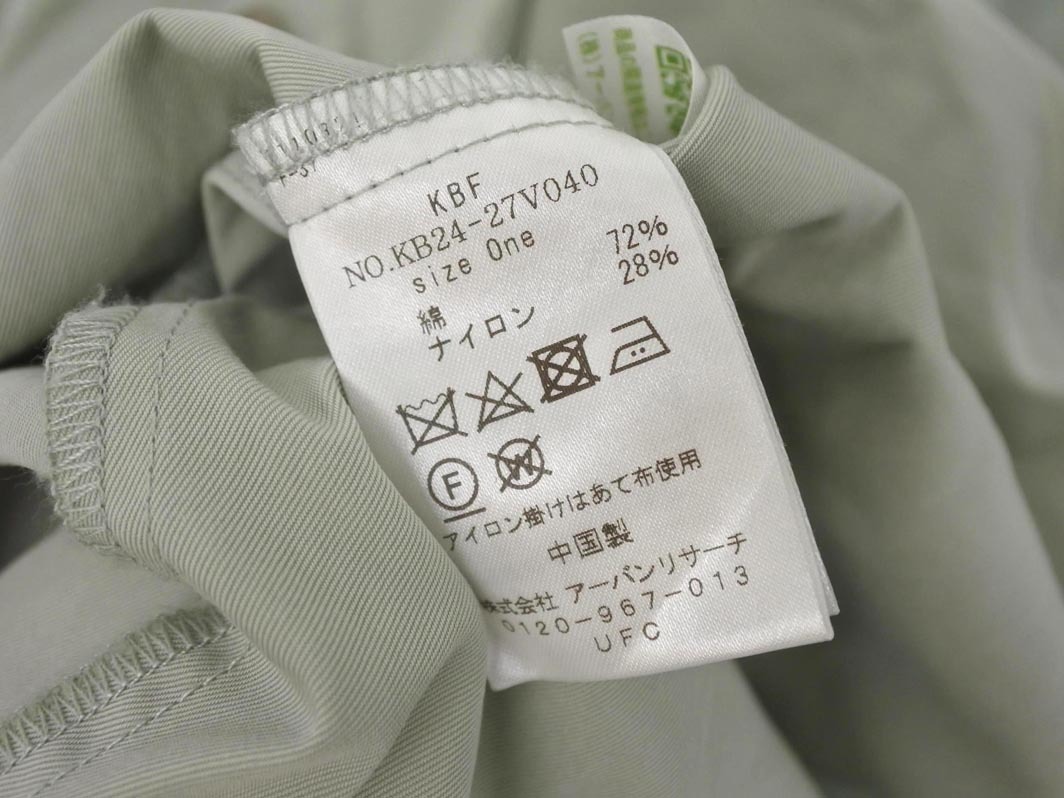 KBF
NO.KB24-27V040
size One
綿 72%
ナイロン 28%
F
W
アイロン掛けはあて布使用
中国製
株式会社 アーバンリサーチ
0120-967-013
UFC